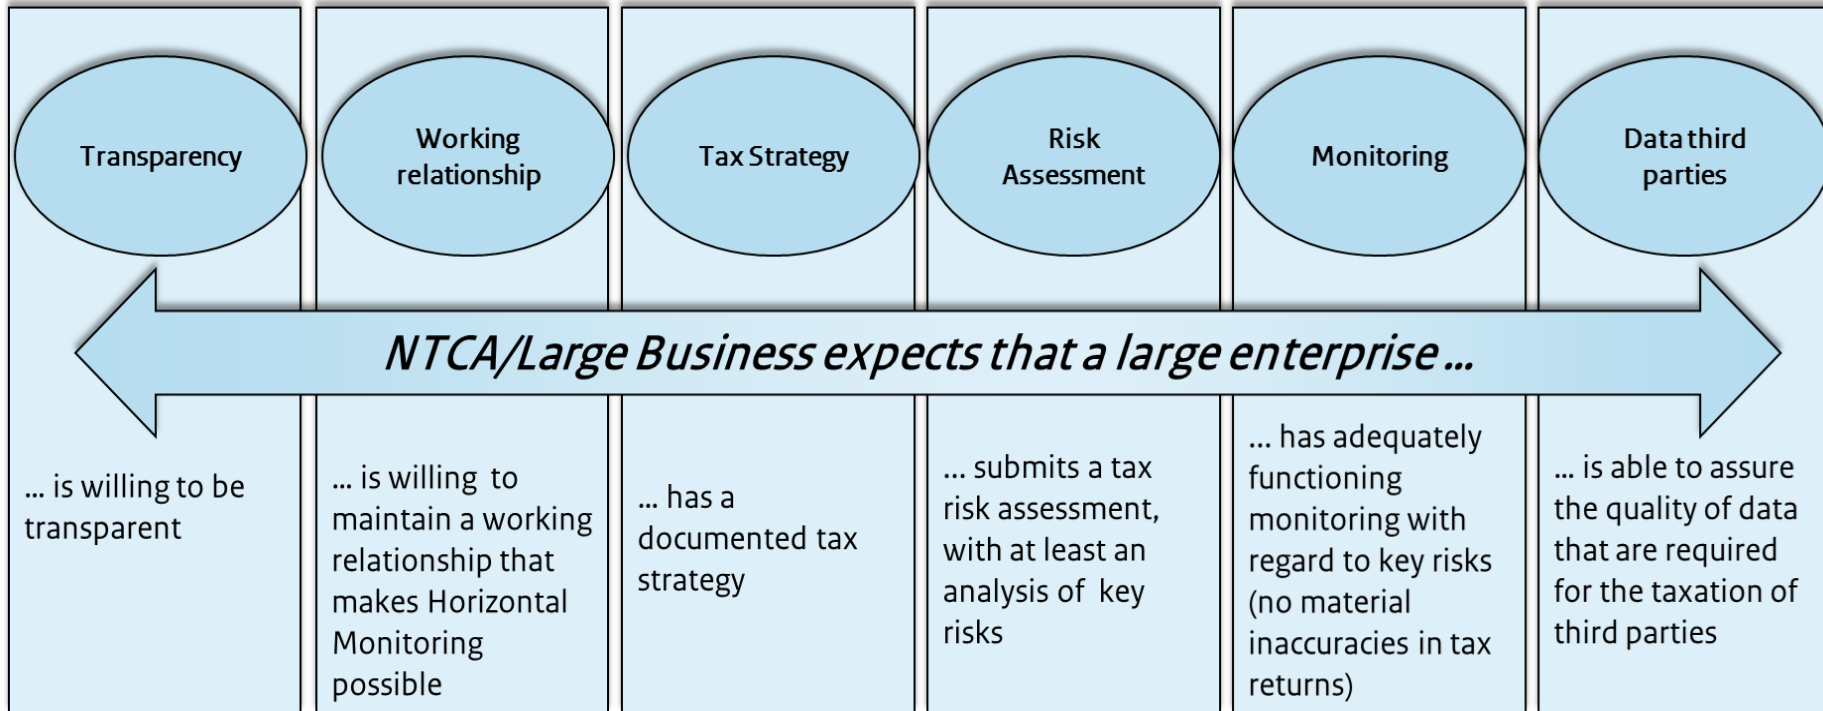 Transparency
Working
relationship
Tax Strategy
Risk
Assessment
Monitoring
Data third
parties
NTCA/Large Business expects that a large enterprise ...
... is willing to be
transparent
... is willing to
maintain a working
relationship that
makes Horizontal
Monitoring
possible
... has a
documented tax
strategy
... submits a tax
risk assessment,
with at least an
analysis of key
risks
... has adequately
functioning
monitoring with
regard to key risks
(no material
inaccuracies in tax
returns)
... is able to assure
the quality of data
that are required
for the taxation of
third parties